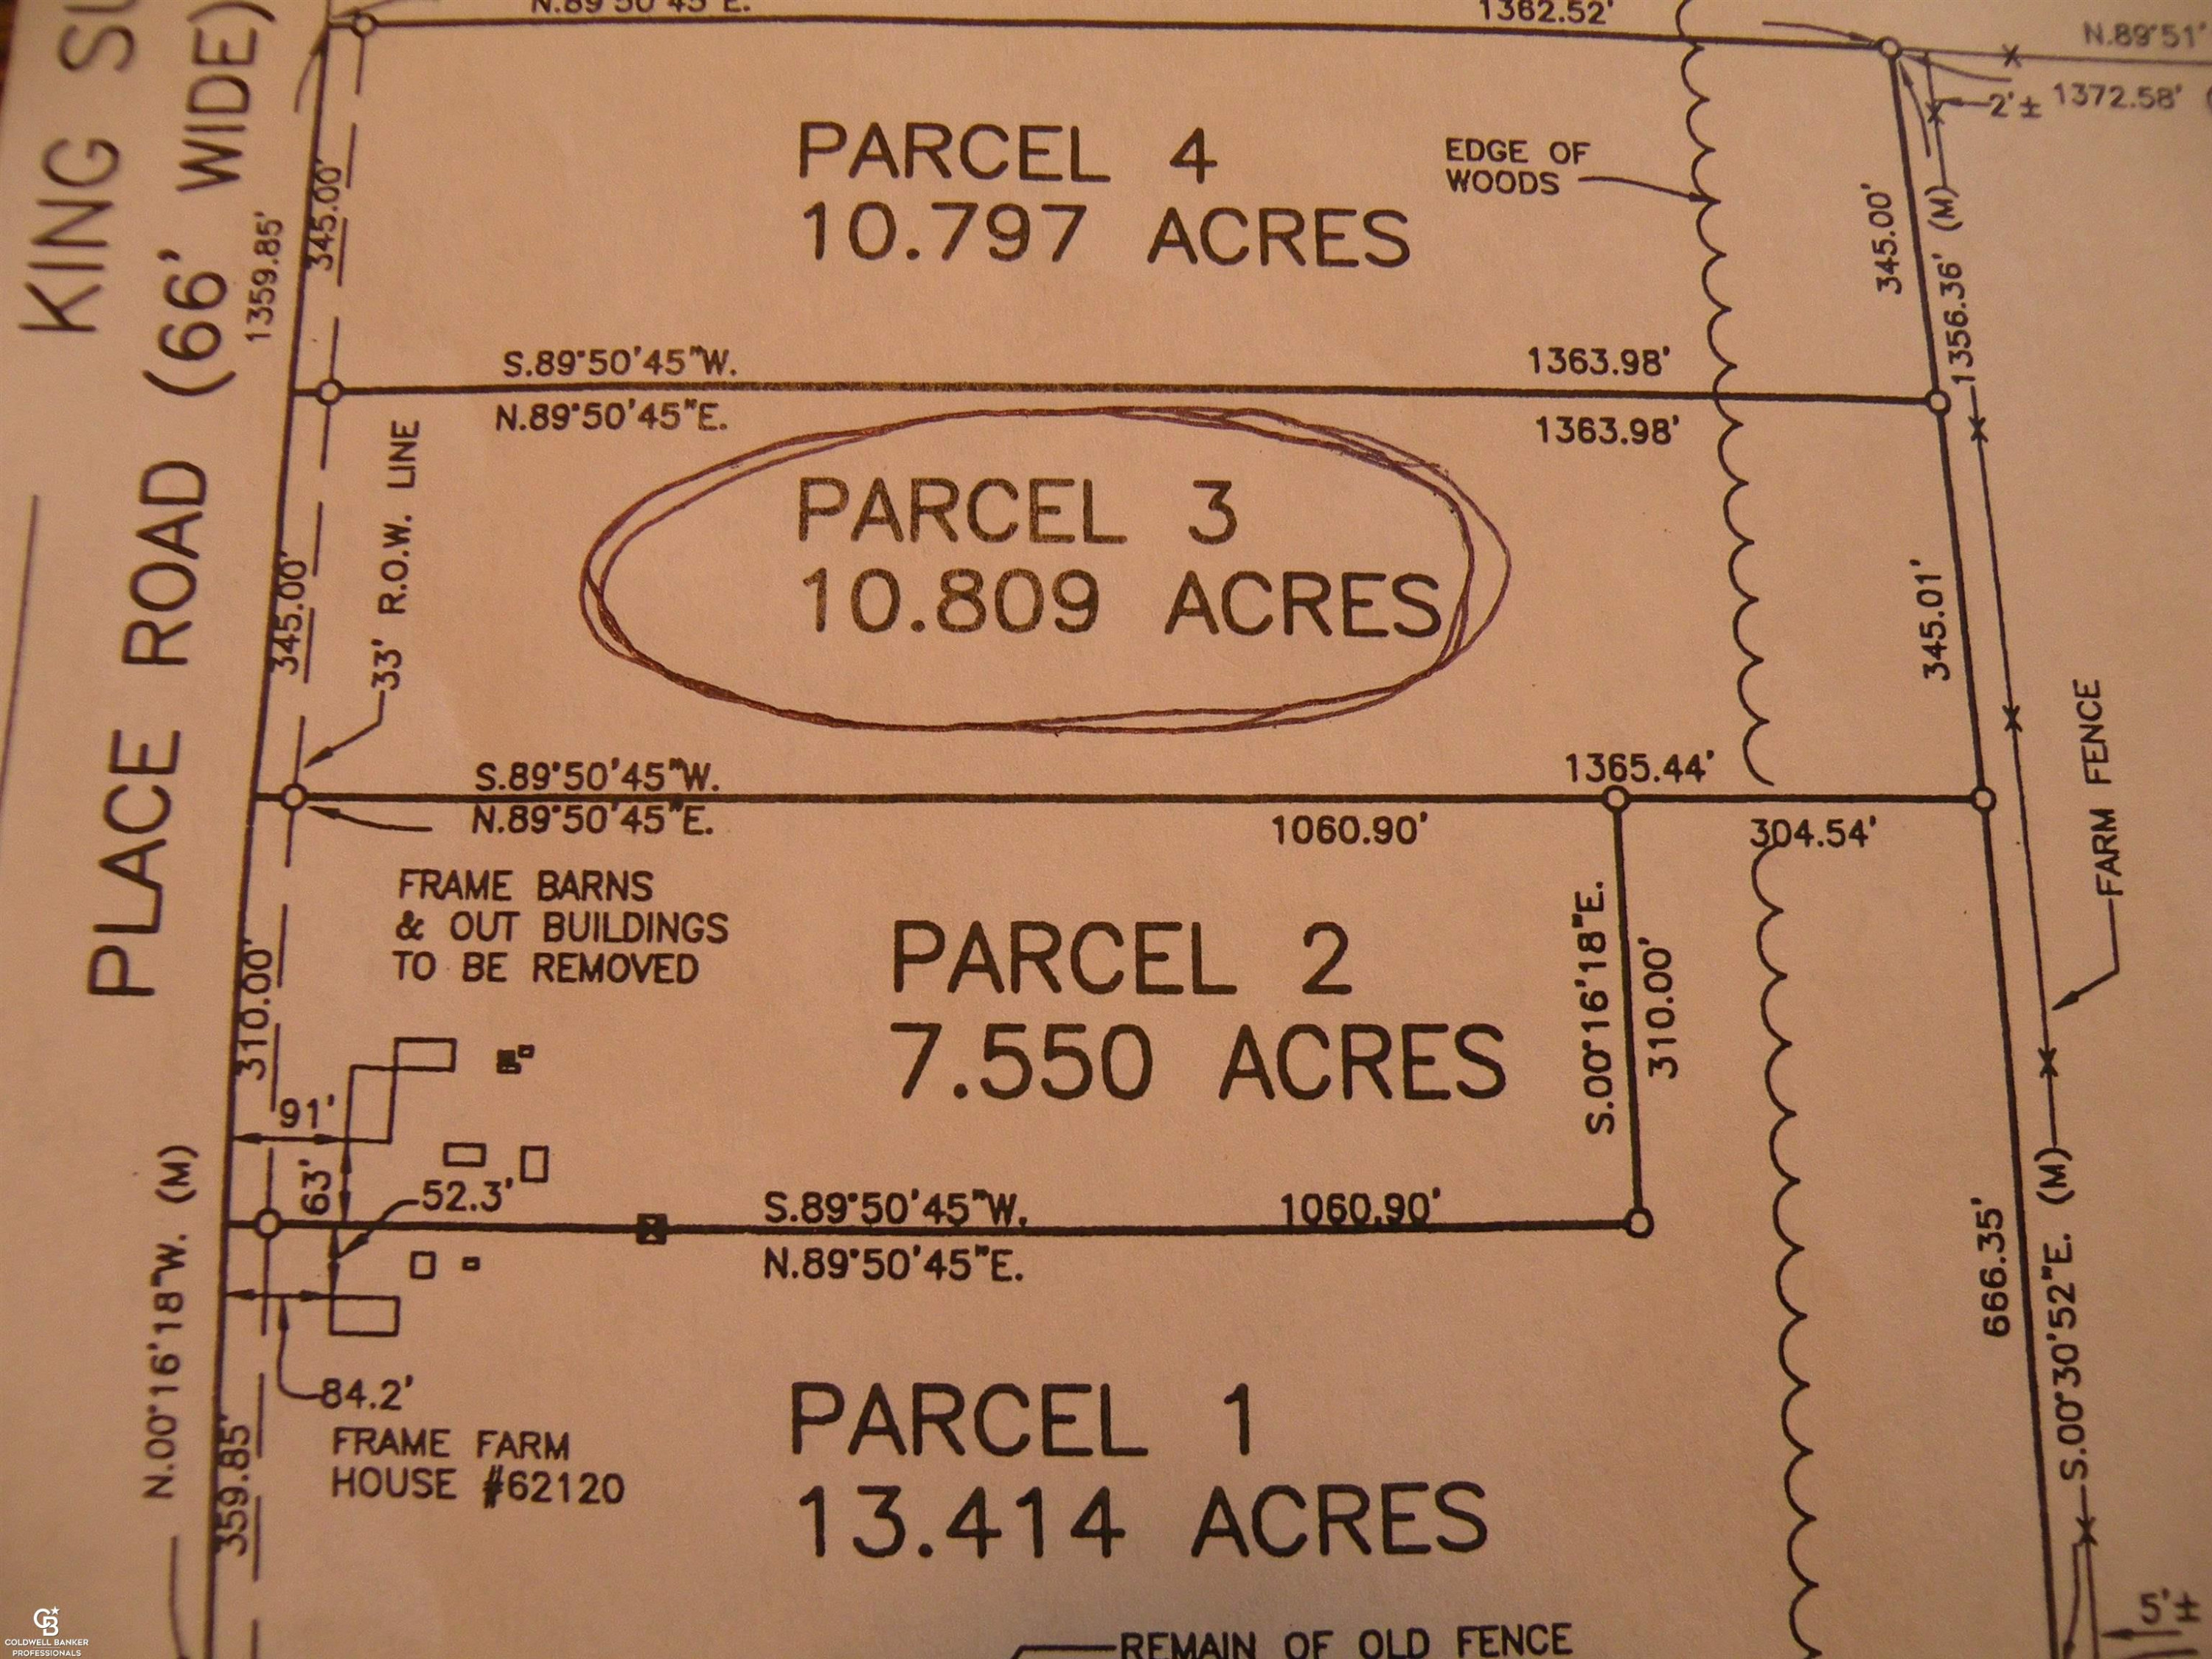 N.89°50'45"E.
1362.52'
N.89°51'
2'±
1372.58'
KING
PLACE ROAD (66' WIDE)
1359.85'
345.00'
PARCEL 4
10.797 ACRES
EDGE OF
WOODS
345.00'
1356.36' (M)
S.89°50'45"W.
1363.98'
N.89°50'45"E.
1363.98'
33' R.O.W. LINE
345.00'
PARCEL 3
10.809 ACRES
345.01'
FARM FENCE
S.89°50'45"W.
1365.44'
N.89°50'45"E.
1060.90'
304.54'
FRAME BARNS
& OUT BUILDINGS
TO BE REMOVED
310.00'
PARCEL 2
7.550 ACRES
S.00°16'18"E.
310.00'
91'
63'
52.3'
S.89°50'45"W.
1060.90'
N.89°50'45"E.
N.00°16'18"W. (M)
666.35'
S.00°30'52"E. (M)
84.2'
359.85'
FRAME FARM
HOUSE #62120
PARCEL 1
13.414 ACRES
5'±
REMAIN OF OLD FENCE
CB
COLDWELL BANKER
PROFESSIONALS